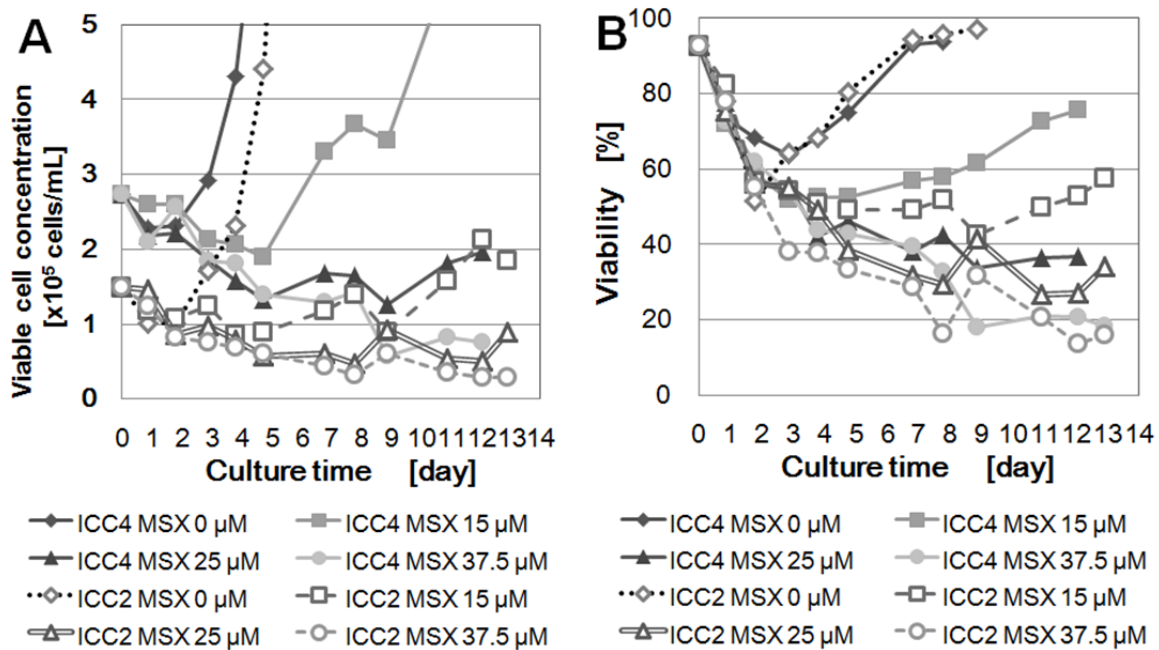 A
Viable cell concentration
[x10⁵ cells/mL]
5
4
3
2
1
0
0 1 2 3 4 5 6 7 8 9 10 11 12 13 14
Culture time [day]
ICC4 MSX 0 µM
ICC4 MSX 15 µM
ICC4 MSX 25 µM
ICC4 MSX 37.5 µM
ICC2 MSX 0 µM
ICC2 MSX 15 µM
ICC2 MSX 25 µM
ICC2 MSX 37.5 µM
B
Viability [%]
100
80
60
40
20
0
0 1 2 3 4 5 6 7 8 9 10 11 12 13 14
Culture time [day]
ICC4 MSX 0 µM
ICC4 MSX 15 µM
ICC4 MSX 25 µM
ICC4 MSX 37.5 µM
ICC2 MSX 0 µM
ICC2 MSX 15 µM
ICC2 MSX 25 µM
ICC2 MSX 37.5 µM